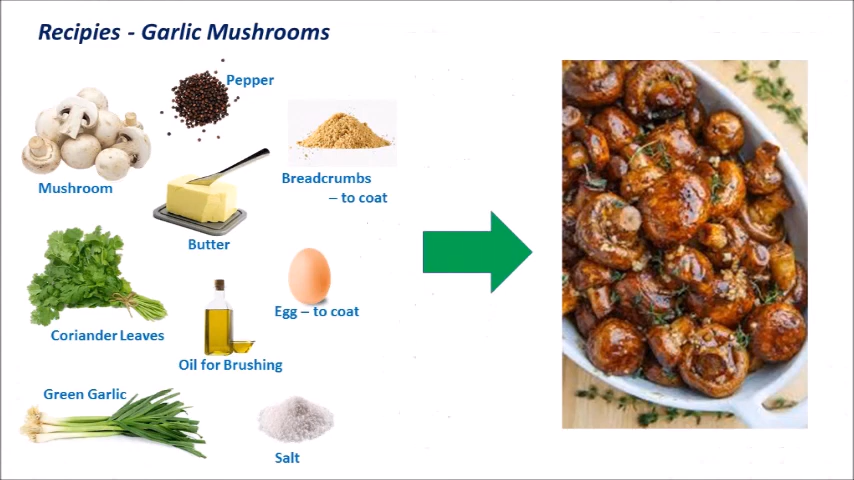 Recipies - Garlic Mushrooms
Pepper
Mushroom
Breadcrumbs
– to coat
Butter
Egg – to coat
Coriander Leaves
Oil for Brushing
Green Garlic
Salt